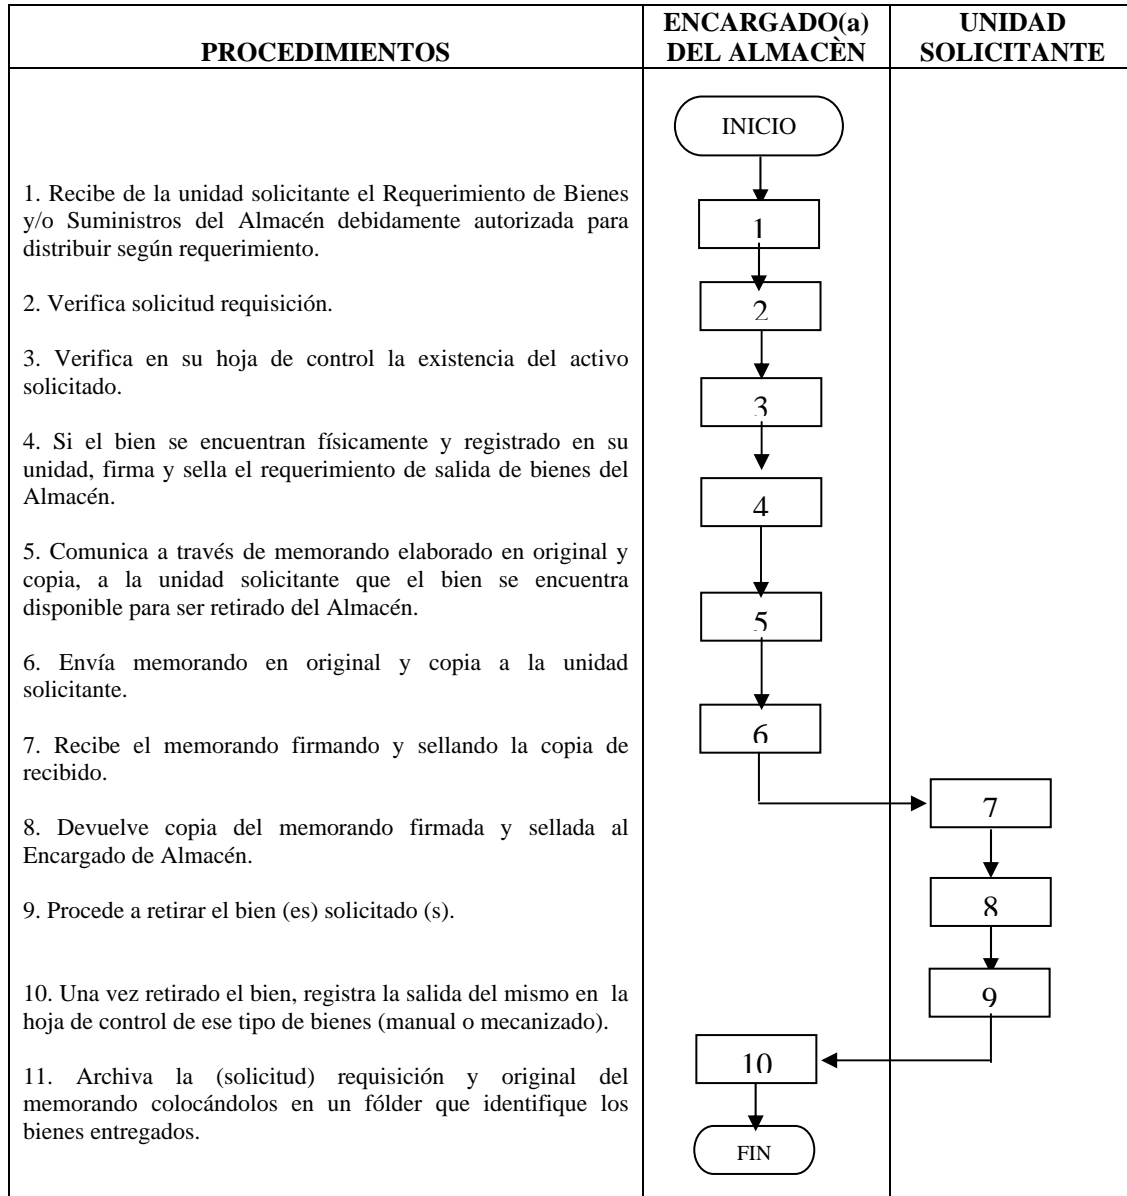 PROCEDIMIENTOS
ENCARGADO(a)
DEL ALMACÈN
UNIDAD
SOLICITANTE
INICIO
1. Recibe de la unidad solicitante el Requerimiento de Bienes
y/o Suministros del Almacén debidamente autorizada para
distribuir según requerimiento.
2. Verifica solicitud requisición.
3. Verifica en su hoja de control la existencia del activo
solicitado.
4. Si el bien se encuentran físicamente y registrado en su
unidad, firma y sella el requerimiento de salida de bienes del
Almacén.
5. Comunica a través de memorando elaborado en original y
copia, a la unidad solicitante que el bien se encuentra
disponible para ser retirado del Almacén.
6. Envía memorando en original y copia a la unidad
solicitante.
7. Recibe el memorando firmando y sellando la copia de
recibido.
8. Devuelve copia del memorando firmada y sellada al
Encargado de Almacén.
9. Procede a retirar el bien (es) solicitado (s).
10. Una vez retirado el bien, registra la salida del mismo en la
hoja de control de ese tipo de bienes (manual o mecanizado).
11. Archiva la (solicitud) requisición y original del
memorando colocándolos en un fólder que identifique los
bienes entregados.
1
2
3
4
5
6
7
8
9
10
FIN